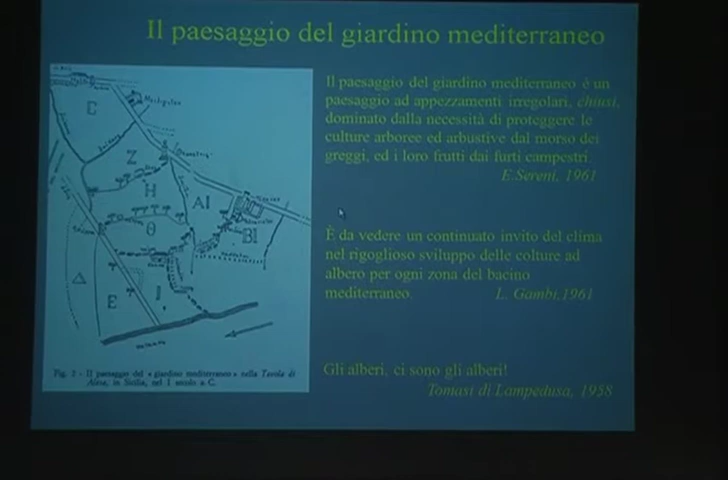 Il paesaggio del giardino mediterraneo
Il paesaggio del giardino mediterraneo è un
paesaggio ad appezzamenti irregolari, chiusi,
dominato dalla necessità di proteggere le
culture arboree ed arbustive dal morso dei
greggi, ed i loro frutti dai furti campestri.
E.Sereni, 1961
È da vedere un continuato invito del clima
nel rigoglioso sviluppo delle colture ad
albero per ogni zona del bacino
mediterraneo.
L. Gambi,1961
Gli alberi, ci sono gli alberi!
Tomasi di Lampedusa, 1958
C
Z
H
AI
Θ
BI
Δ
E
I
Fig. 2 - Il paesaggio del « giardino mediterraneo » nella Tavola di
Alesa, in Sicilia, nel I secolo a C.